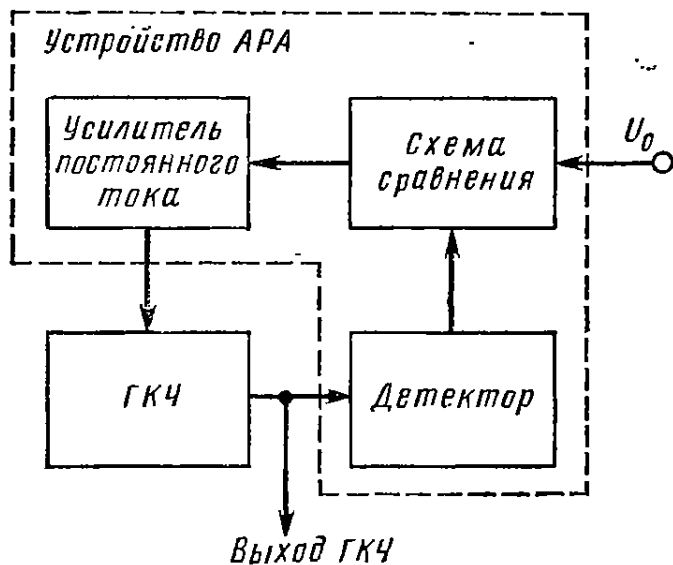 Устройство АРА
Усилитель
постоянного
тока
Схема
сравнения
U₀
ГКЧ
Детектор
Выход ГКЧ